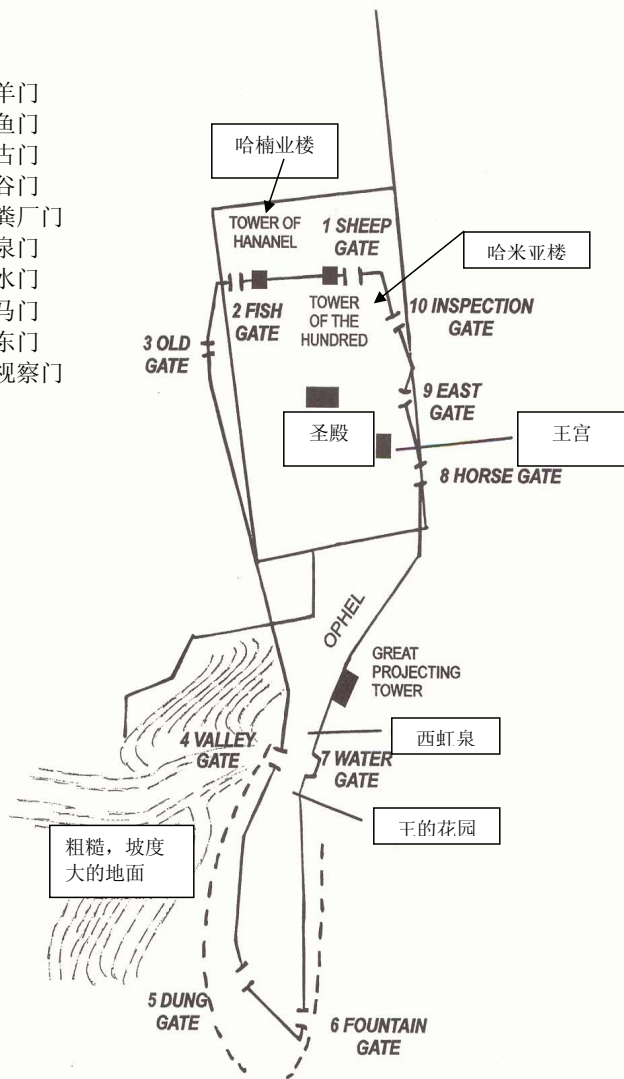 羊门
鱼门
古门
谷门
粪厂门
泉门
水门
马门
东门
视察门
哈楠业楼
TOWER OF
HANANEL
1 SHEEP
GATE
哈米亚楼
2 FISH
GATE
TOWER
OF THE
HUNDRED
10 INSPECTION
GATE
3 OLD
GATE
9 EAST
GATE
圣殿
王宫
8 HORSE GATE
OPHEL
GREAT
PROJECTING
TOWER
西虹泉
4 VALLEY
GATE
7 WATER
GATE
王的花园
粗糙，坡度
大的地面
5 DUNG
GATE
6 FOUNTAIN
GATE